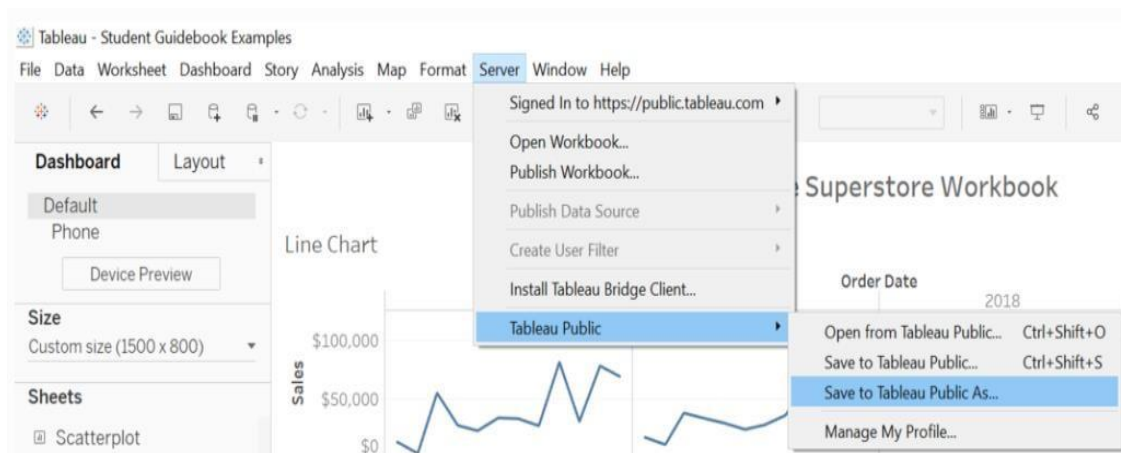 Tableau - Student Guidebook Examples
File Data Worksheet Dashboard Story Analysis Map Format Server Window Help
Signed In to https://public.tableau.com
Open Workbook...
Publish Workbook...
Publish Data Source
Create User Filter
Install Tableau Bridge Client...
Tableau Public
Open from Tableau Public... Ctrl+Shift+O
Save to Tableau Public... Ctrl+Shift+S
Save to Tableau Public As...
Manage My Profile...
Dashboard Layout
Default
Phone
Device Preview
Size
Custom size (1500 x 800)
Sheets
Scatterplot
Superstore Workbook
Line Chart
Order Date
2018
Sales
$100,000
$50,000
$0